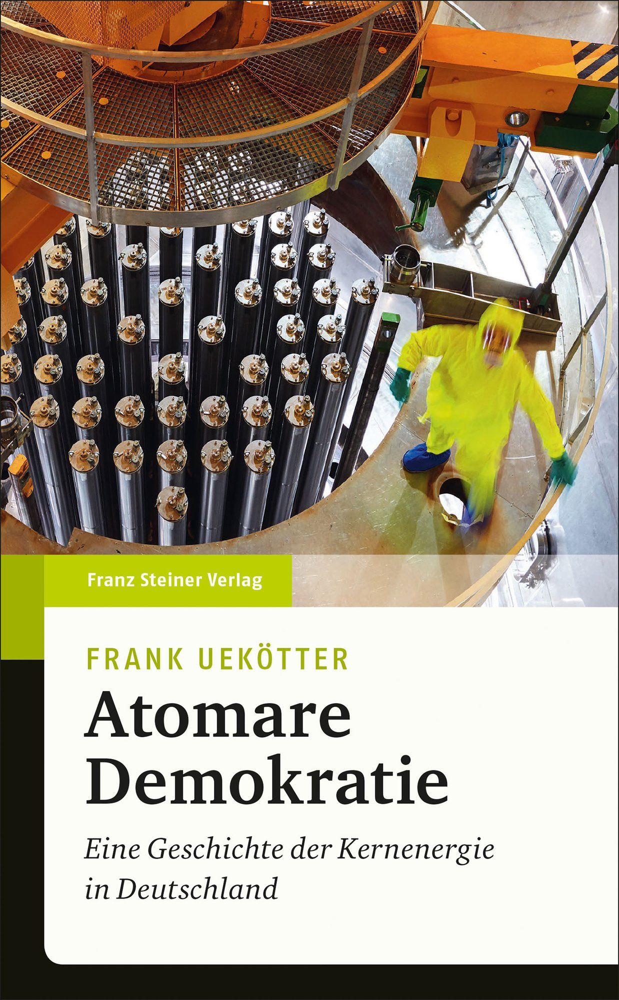 Franz Steiner Verlag
FRANK UEKÖTTER
Atomare
Demokratie
Eine Geschichte der Kernenergie
in Deutschland